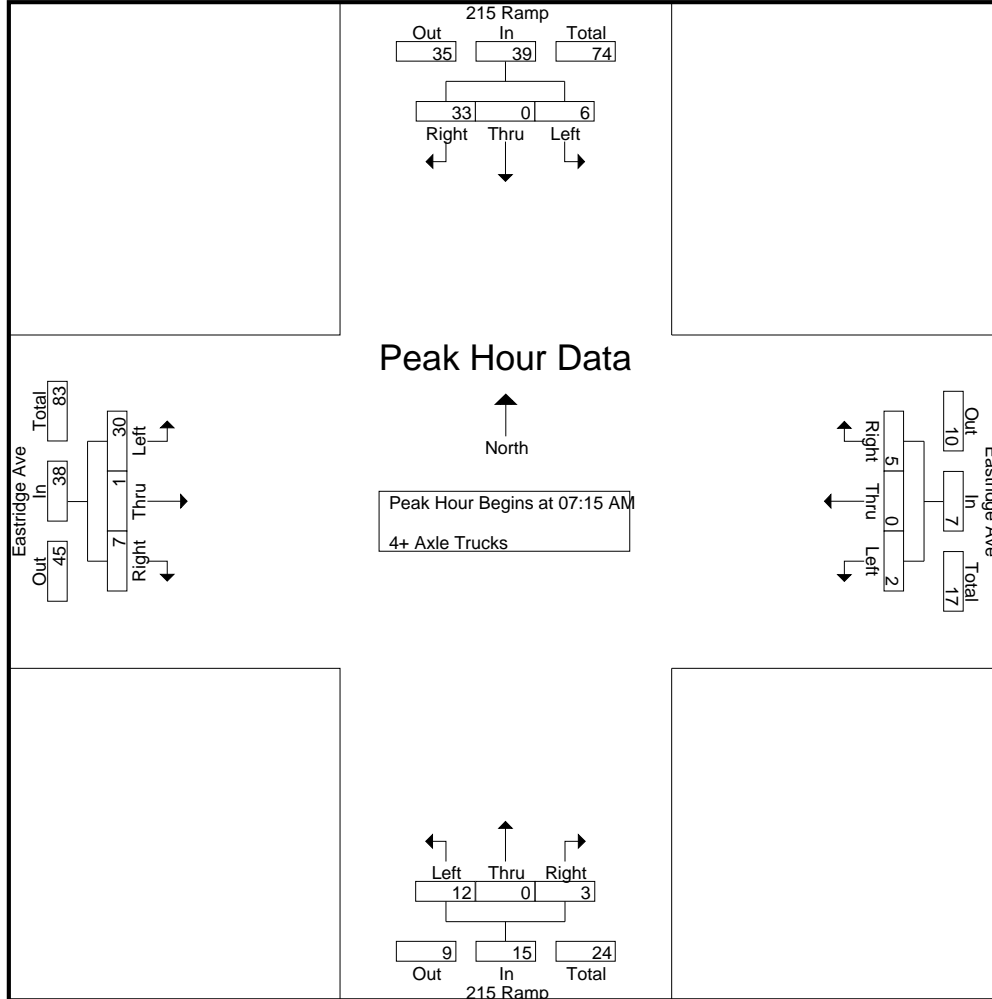 215 Ramp
Out In Total
35 39 74
33 0 6
Right Thru Left
Peak Hour Data
North
Peak Hour Begins at 07:15 AM
4+ Axle Trucks
Eastridge Ave
Total In Out
83 38 45
30 1 7
Left Thru Right
Right Thru Left
5 0 2
Out In Total
10 7 17
Eastridge Ave
Left Thru Right
12 0 3
9 15 24
Out In Total
215 Ramp